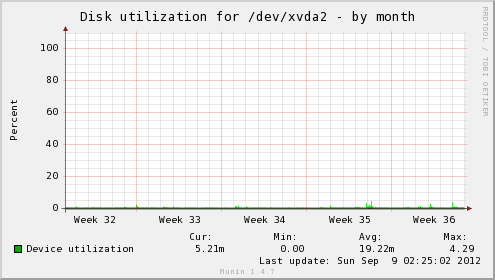 Disk utilization for /dev/xvda2 - by month
RRDTOOL / TOBI OETIKER
Percent
100
80
60
40
20
0
Week 32 Week 33 Week 34 Week 35 Week 36
Cur: Min: Avg: Max:
Device utilization 5.21m 0.00 19.22m 4.29
Last update: Sun Sep 9 02:25:02 2012
Munin 1.4.7